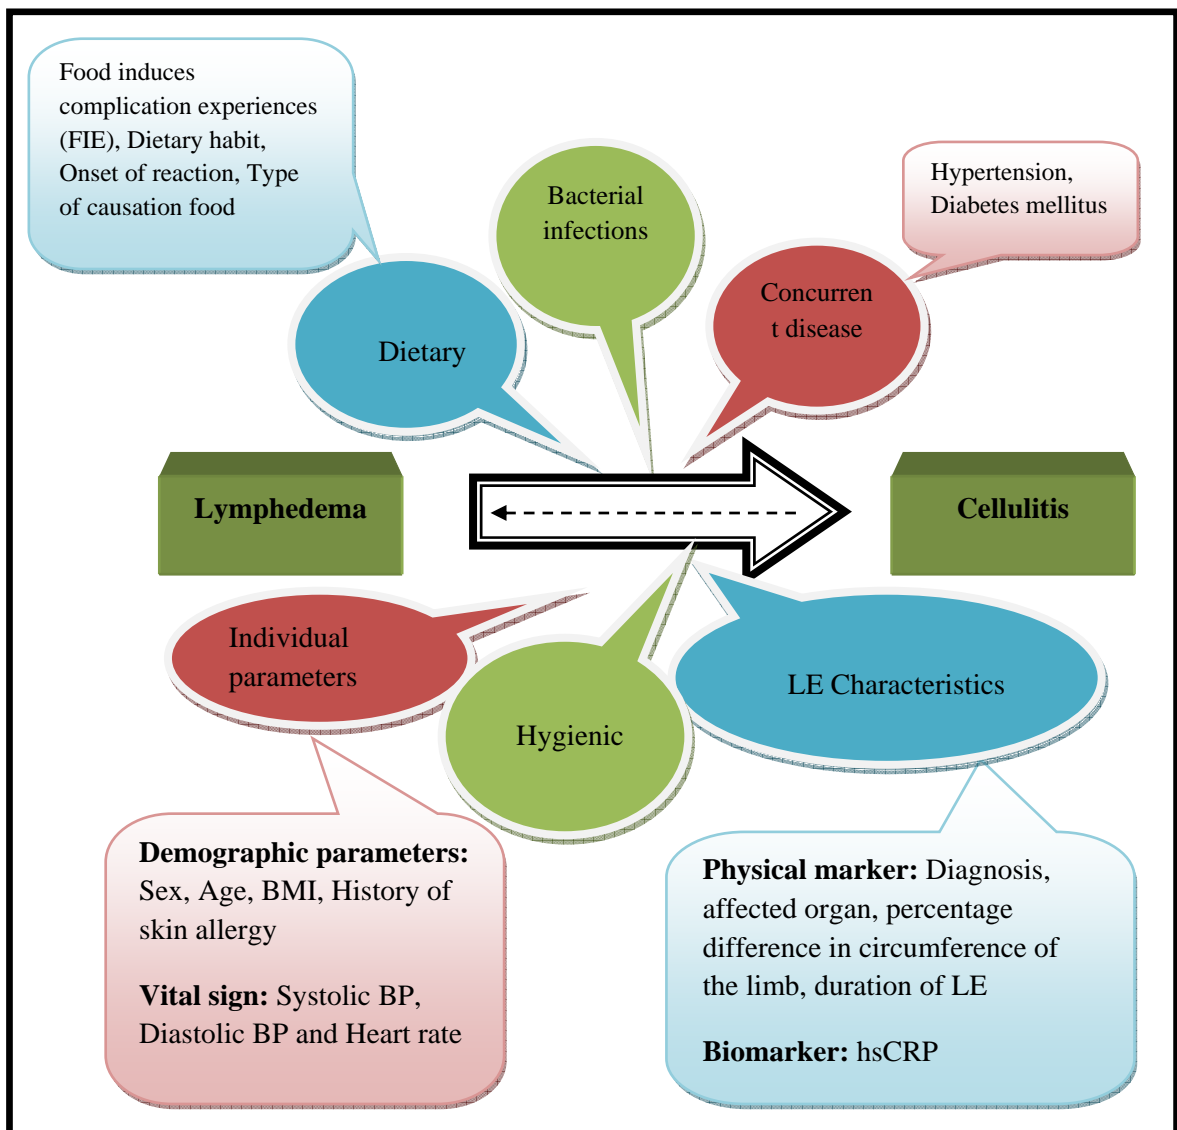 Food induces
complication experiences
(FIE), Dietary habit,
Onset of reaction, Type
of causation food
Bacterial
infections
Hypertension,
Diabetes mellitus
Concurren
t disease
Dietary
Lymphedema
Cellulitis
Individual
parameters
Hygienic
LE Characteristics
Demographic parameters:
Sex, Age, BMI, History of
skin allergy
Vital sign: Systolic BP,
Diastolic BP and Heart rate
Physical marker: Diagnosis,
affected organ, percentage
difference in circumference of
the limb, duration of LE
Biomarker: hsCRP